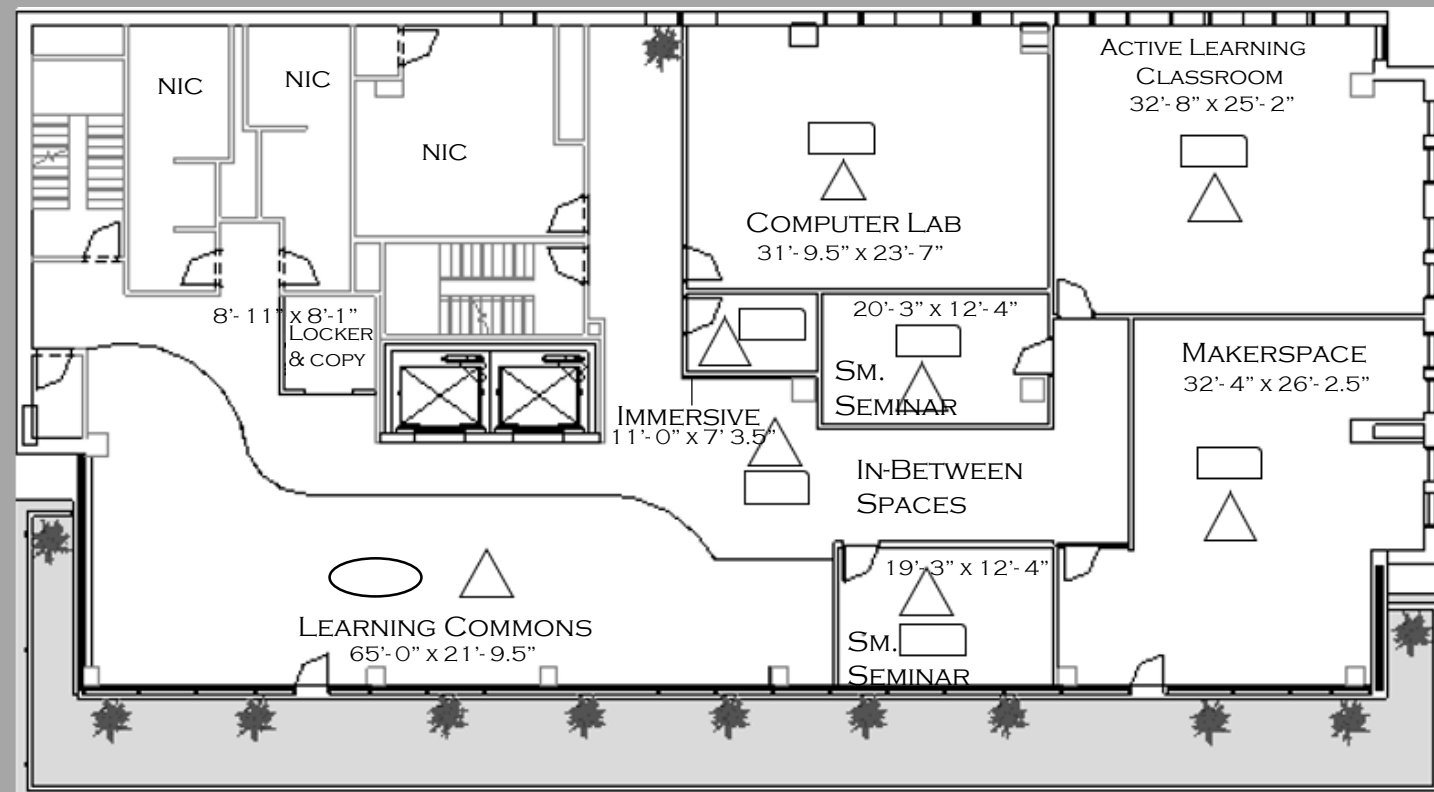 NIC
NIC
NIC
ACTIVE LEARNING
CLASSROOM
32'- 8" x 25'- 2"
COMPUTER LAB
31'- 9.5" x 23'- 7"
8'- 11" x 8'-1"
LOCKER
& COPY
20'- 3" x 12'- 4"
SM.
SEMINAR
MAKERSPACE
32'- 4" x 26'- 2.5"
IMMERSIVE
11'- 0" x 7' 3.5"
IN-BETWEEN
SPACES
19'- 3" x 12'- 4"
SM.
SEMINAR
LEARNING COMMONS
65'- 0" x 21'- 9.5"